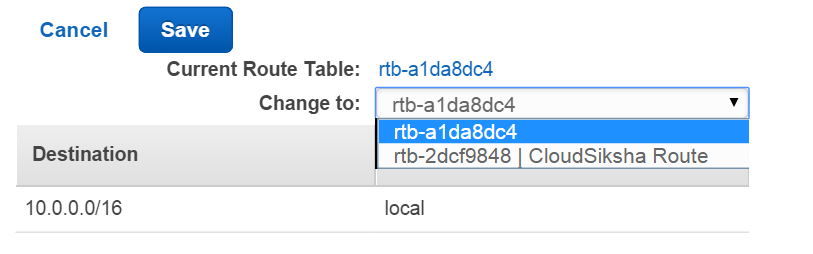 Cancel Save
Current Route Table: rtb-a1da8dc4
Change to: rtb-a1da8dc4
rtb-a1da8dc4
rtb-2dcf9848 | CloudSiksha Route
Destination
10.0.0.0/16 local